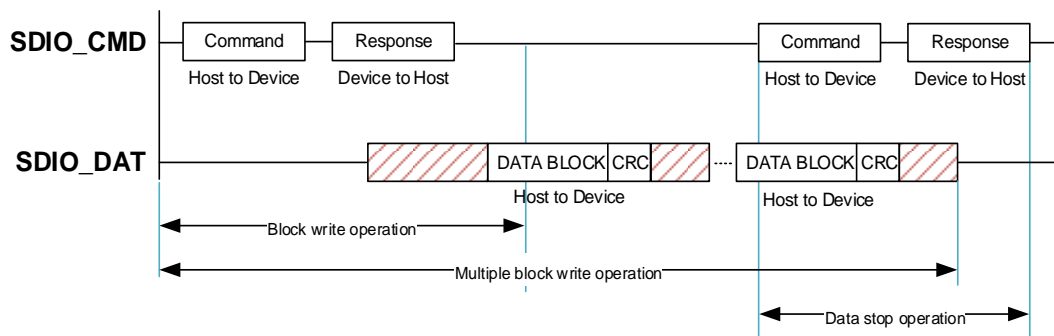 SDIO_CMD Command Response Command Response
Host to Device Device to Host Host to Device Device to Host
SDIO_DAT DATA BLOCK CRC DATA BLOCK CRC
Host to Device Host to Device
Block write operation
Multiple block write operation
Data stop operation